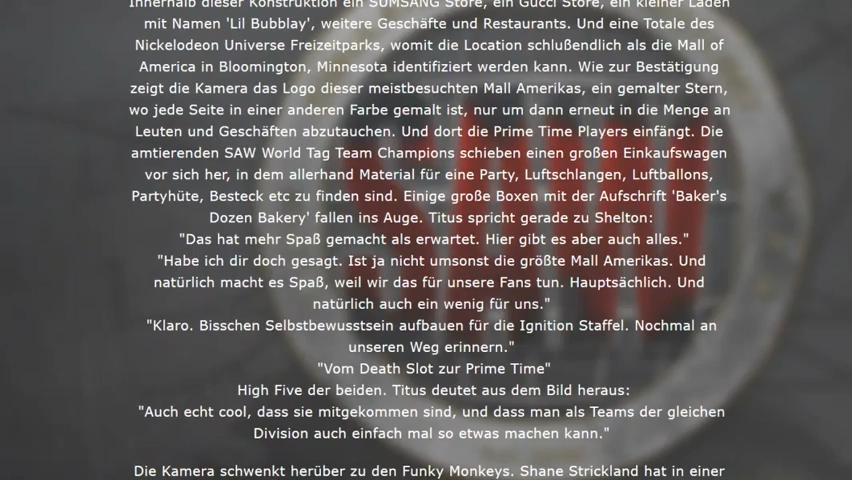 Innerhalb dieser Konstruktion ein SUMSANG Store, ein Gucci Store, ein kleiner Laden
mit Namen 'Lil Bubblay', weitere Geschäfte und Restaurants. Und eine Totale des
Nickelodeon Universe Freizeitparks, womit die Location schlußendlich als die Mall of
America in Bloomington, Minnesota identifiziert werden kann. Wie zur Bestätigung
zeigt die Kamera das Logo dieser meistbesuchten Mall Amerikas, ein gemalter Stern,
wo jede Seite in einer anderen Farbe gemalt ist, nur um dann erneut in die Menge an
Leuten und Geschäften abzutauchen. Und dort die Prime Time Players einfängt. Die
amtierenden SAW World Tag Team Champions schieben einen großen Einkaufswagen
vor sich her, in dem allerhand Material für eine Party, Luftschlangen, Luftballons,
Partyhüte, Besteck etc zu finden sind. Einige große Boxen mit der Aufschrift 'Baker's
Dozen Bakery' fallen ins Auge. Titus spricht gerade zu Shelton:
"Das hat mehr Spaß gemacht als erwartet. Hier gibt es aber auch alles."
"Habe ich dir doch gesagt. Ist ja nicht umsonst die größte Mall Amerikas. Und
natürlich macht es Spaß, weil wir das für unsere Fans tun. Hauptsächlich. Und
natürlich auch ein wenig für uns."
"Klaro. Bisschen Selbstbewusstsein aufbauen für die Ignition Staffel. Nochmal an
unseren Weg erinnern."
"Vom Death Slot zur Prime Time"
High Five der beiden. Titus deutet aus dem Bild heraus:
"Auch echt cool, dass sie mitgekommen sind, und dass man als Teams der gleichen
Division auch einfach mal so etwas machen kann."
Die Kamera schwenkt herüber zu den Funky Monkeys. Shane Strickland hat in einer